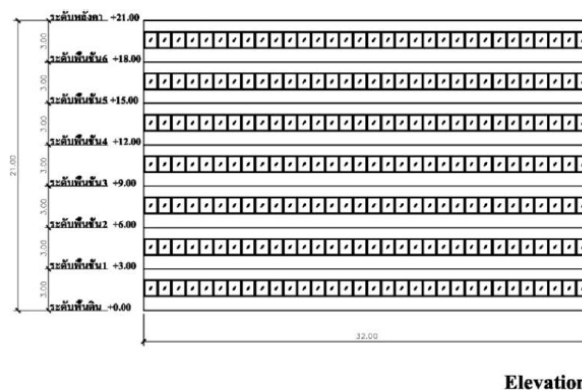 ระดับหลังคา +21.00
3.00
ระดับพื้นชั้น6 +18.00
3.00
ระดับพื้นชั้น5 +15.00
3.00
ระดับพื้นชั้น4 +12.00
21.00
3.00
ระดับพื้นชั้น3 +9.00
3.00
ระดับพื้นชั้น2 +6.00
3.00
ระดับพื้นชั้น1 +3.00
3.00
ระดับพื้นดิน +0.00
32.00
Elevation